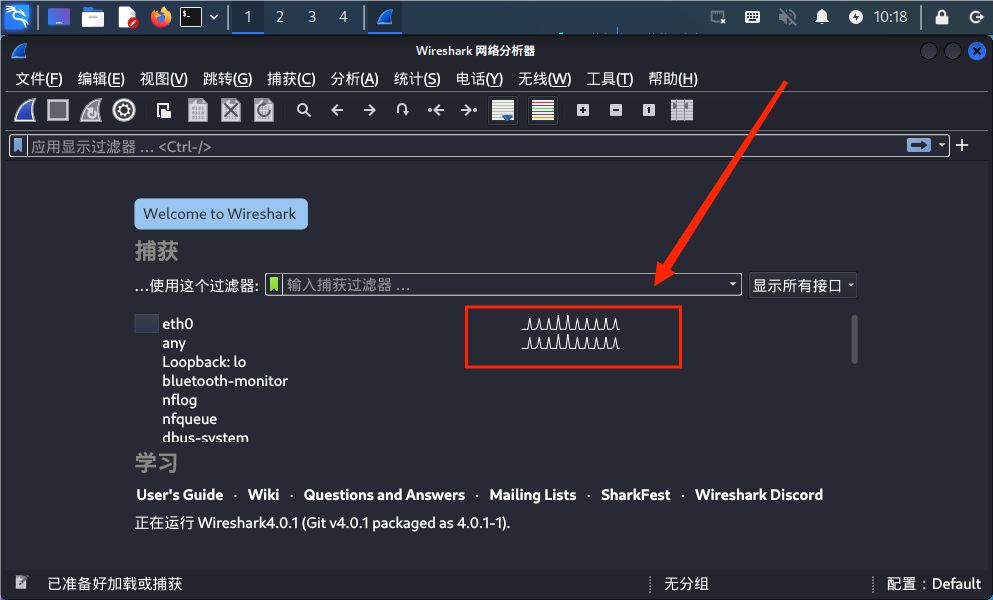 1 2 3 4 10:18
Wireshark 网络分析器
文件(F) 编辑(E) 视图(V) 跳转(G) 捕获(C) 分析(A) 统计(S) 电话(Y) 无线(W) 工具(T) 帮助(H)
应用显示过滤器 … <Ctrl-/>
Welcome to Wireshark
捕获
…使用这个过滤器: 输入捕获过滤器 … 显示所有接口
eth0
any
Loopback: lo
bluetooth-monitor
nflog
nfqueue
dbus-system
学习
User's Guide · Wiki · Questions and Answers · Mailing Lists · SharkFest · Wireshark Discord
正在运行 Wireshark4.0.1 (Git v4.0.1 packaged as 4.0.1-1).
已准备好加载或捕获 无分组 配置：Default